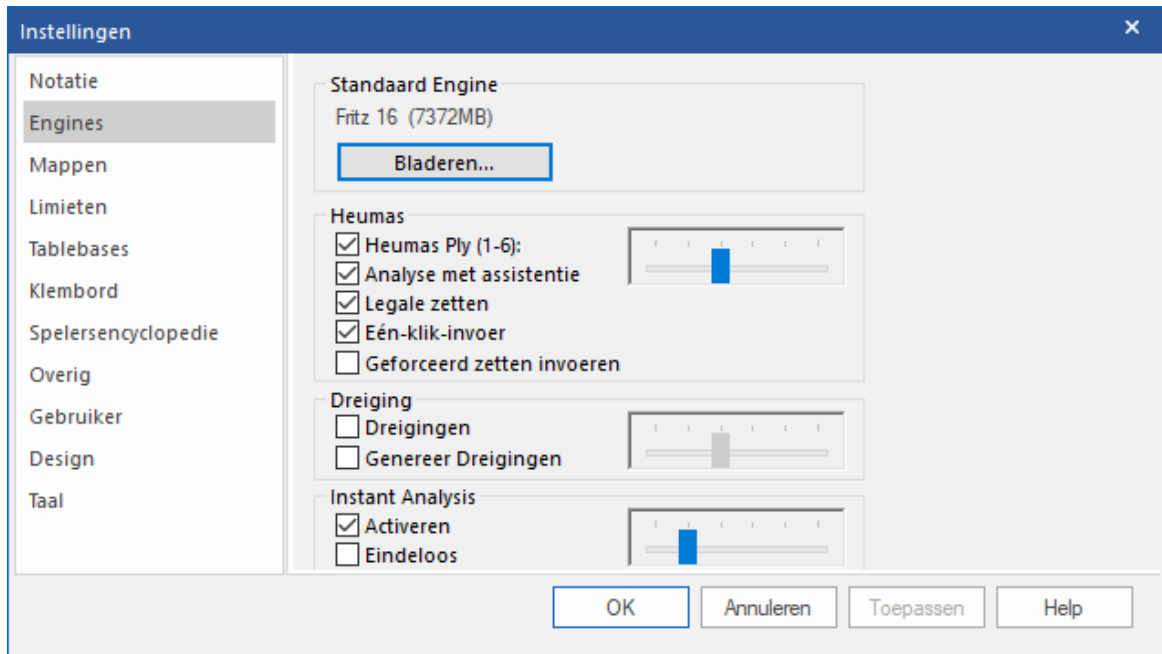 Instellingen
Notatie
Engines
Mappen
Limieten
Tablebases
Klembord
Spelersencyclopedie
Overig
Gebruiker
Design
Taal
Standaard Engine
Fritz 16 (7372MB)
Bladeren...
Heumas
Heumas Ply (1-6):
Analyse met assistentie
Legale zetten
Eén-klik-invoer
Geforceerd zetten invoeren
Dreiging
Dreigingen
Genereer Dreigingen
Instant Analysis
Activeren
Eindeloos
OK Annuleren Toepassen Help